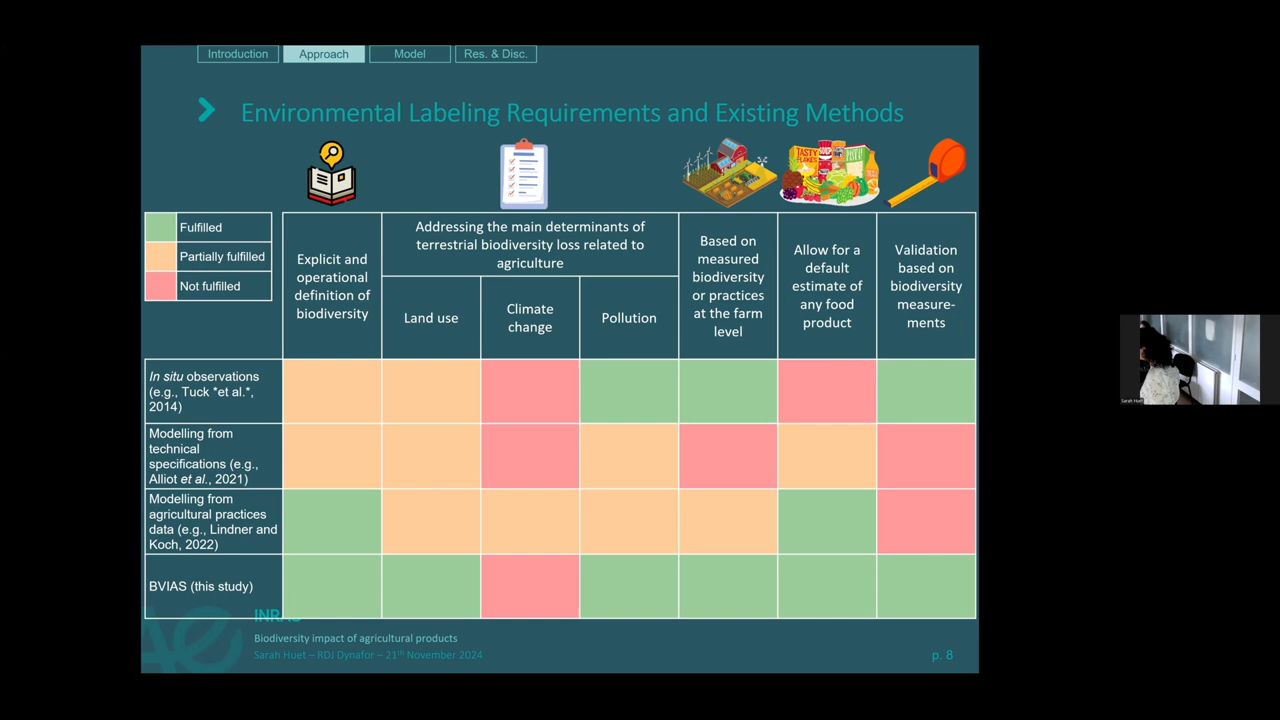 Introduction
Approach
Model
Res. & Disc.
Environmental Labeling Requirements and Existing Methods
TASTY
FLAKES
Fulfilled
Partially fulfilled
Not fulfilled
Explicit and
operational
definition of
biodiversity
Addressing the main determinants of
terrestrial biodiversity loss related to
agriculture
Land use
Climate
change
Pollution
Based on
measured
biodiversity
or practices
at the farm
level
Allow for a
default
estimate of
any food
product
Validation
based on
biodiversity
measure-
ments
In situ observations
(e.g., Tuck *et al.*,
2014)
Modelling from
technical
specifications (e.g.,
Alliot et al., 2021)
Modelling from
agricultural practices
data (e.g., Lindner and
Koch, 2022)
BVIAS (this study)
Biodiversity impact of agricultural products
Sarah Huet – RDJ Dynafor – 21th November 2024
p. 8
Sarah Huet